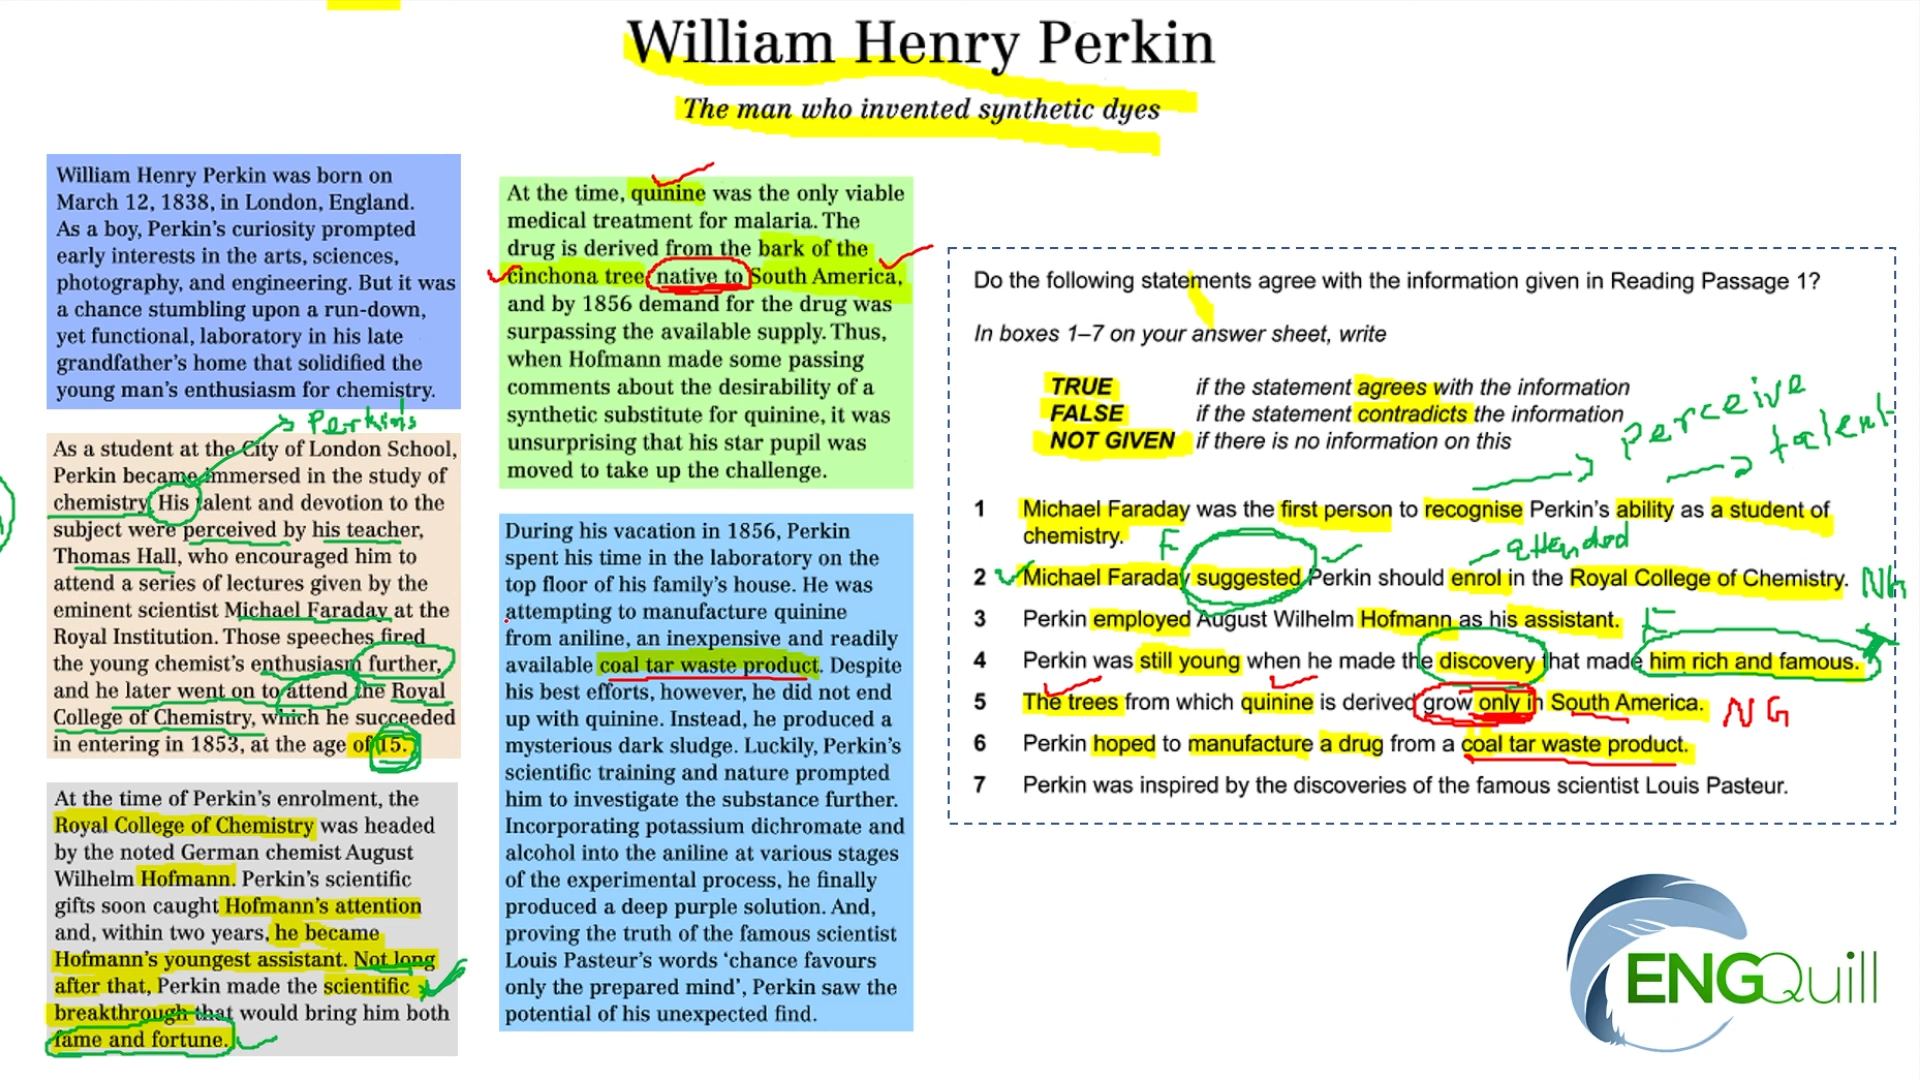 William Henry Perkin
The man who invented synthetic dyes
William Henry Perkin was born on
March 12, 1838, in London, England.
As a boy, Perkin's curiosity prompted
early interests in the arts, sciences,
photography, and engineering. But it was
a chance stumbling upon a run-down,
yet functional, laboratory in his late
grandfather's home that solidified the
young man's enthusiasm for chemistry.
Perkin's
As a student at the City of London School,
Perkin became immersed in the study of
chemistry. His talent and devotion to the
subject were perceived by his teacher,
Thomas Hall, who encouraged him to
attend a series of lectures given by the
eminent scientist Michael Faraday at the
Royal Institution. Those speeches fired
the young chemist's enthusiasm further,
and he later went on to attend the Royal
College of Chemistry, which he succeeded
in entering in 1853, at the age of 15.
At the time of Perkin's enrolment, the
Royal College of Chemistry was headed
by the noted German chemist August
Wilhelm Hofmann. Perkin's scientific
gifts soon caught Hofmann's attention
and, within two years, he became
Hofmann's youngest assistant. Not long
after that, Perkin made the scientific
breakthrough that would bring him both
fame and fortune.
At the time, quinine was the only viable
medical treatment for malaria. The
drug is derived from the bark of the
cinchona tree, native to South America,
and by 1856 demand for the drug was
surpassing the available supply. Thus,
when Hofmann made some passing
comments about the desirability of a
synthetic substitute for quinine, it was
unsurprising that his star pupil was
moved to take up the challenge.
During his vacation in 1856, Perkin
spent his time in the laboratory on the
top floor of his family's house. He was
attempting to manufacture quinine
from aniline, an inexpensive and readily
available coal tar waste product. Despite
his best efforts, however, he did not end
up with quinine. Instead, he produced a
mysterious dark sludge. Luckily, Perkin's
scientific training and nature prompted
him to investigate the substance further.
Incorporating potassium dichromate and
alcohol into the aniline at various stages
of the experimental process, he finally
produced a deep purple solution. And,
proving the truth of the famous scientist
Louis Pasteur's words 'chance favours
only the prepared mind', Perkin saw the
potential of his unexpected find.
Do the following statements agree with the information given in Reading Passage 1?
In boxes 1–7 on your answer sheet, write
TRUE if the statement agrees with the information
FALSE if the statement contradicts the information
NOT GIVEN if there is no information on this
perceive
talent
1 Michael Faraday was the first person to recognise Perkin's ability as a student of
chemistry. F
attended
2 Michael Faraday suggested Perkin should enrol in the Royal College of Chemistry. NG
3 Perkin employed August Wilhelm Hofmann as his assistant.
4 Perkin was still young when he made the discovery that made him rich and famous.
5 The trees from which quinine is derived grow only in South America. NG
6 Perkin hoped to manufacture a drug from a coal tar waste product.
7 Perkin was inspired by the discoveries of the famous scientist Louis Pasteur.
ENGQuill